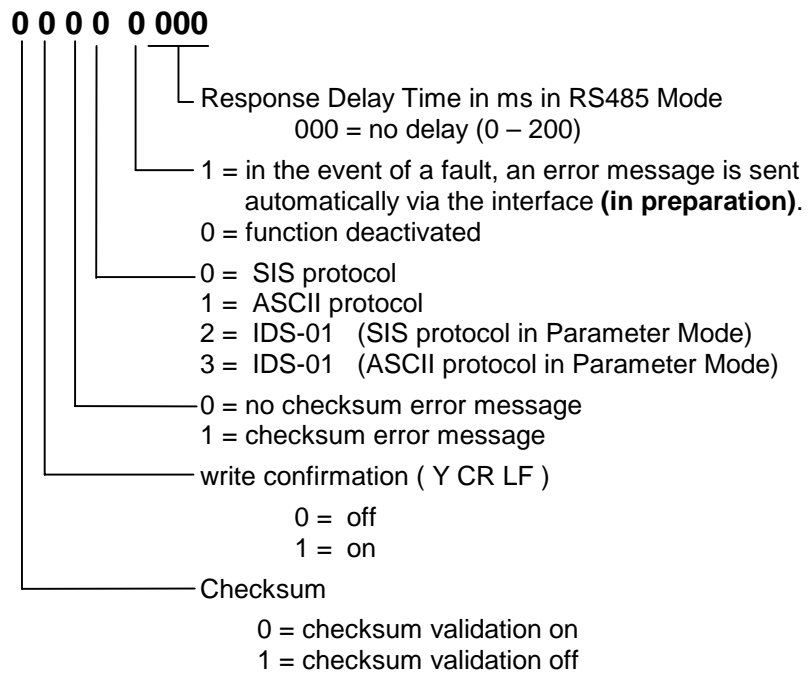 0 0 0 0 0 000
Response Delay Time in ms in RS485 Mode
000 = no delay (0 – 200)
1 = in the event of a fault, an error message is sent
automatically via the interface (in preparation).
0 = function deactivated
0 = SIS protocol
1 = ASCII protocol
2 = IDS-01 (SIS protocol in Parameter Mode)
3 = IDS-01 (ASCII protocol in Parameter Mode)
0 = no checksum error message
1 = checksum error message
write confirmation ( Y CR LF )
0 = off
1 = on
Checksum
0 = checksum validation on
1 = checksum validation off